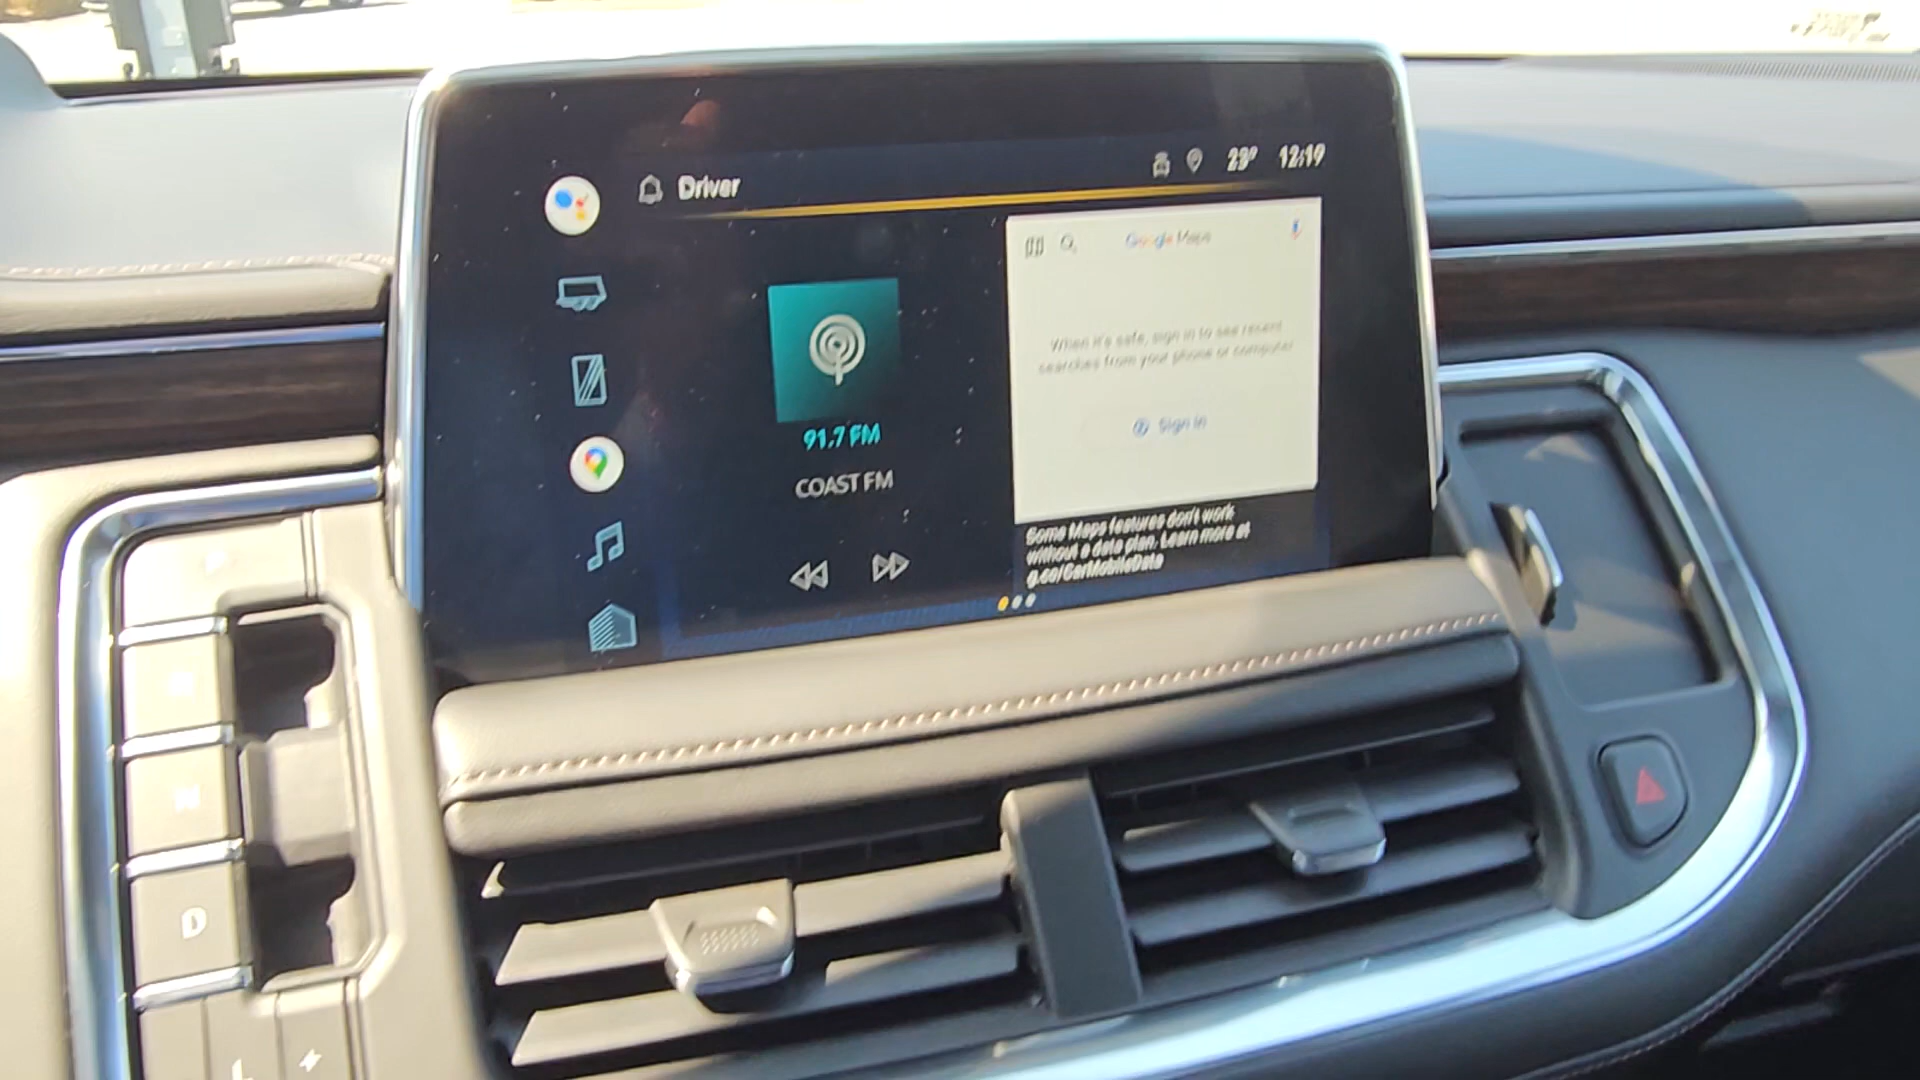 Driver
23° 12:19
Google Maps
When it's safe, sign in to see recent
searches from your phone or computer
Sign in
91.7 FM
COAST FM
Some Maps features don't work
without a data plan. Learn more at
g.co/CarMobileData
N
D
L